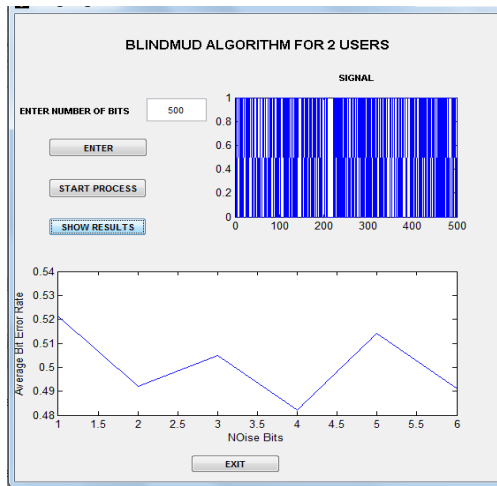 BLINDMUD ALGORITHM FOR 2 USERS
SIGNAL
ENTER NUMBER OF BITS
500
ENTER
START PROCESS
SHOW RESULTS
1
0.8
0.6
0.4
0.2
0
0 100 200 300 400 500
Average Bit Error Rate
0.54
0.53
0.52
0.51
0.5
0.49
0.48
1 1.5 2 2.5 3 3.5 4 4.5 5 5.5 6
NOise Bits
EXIT